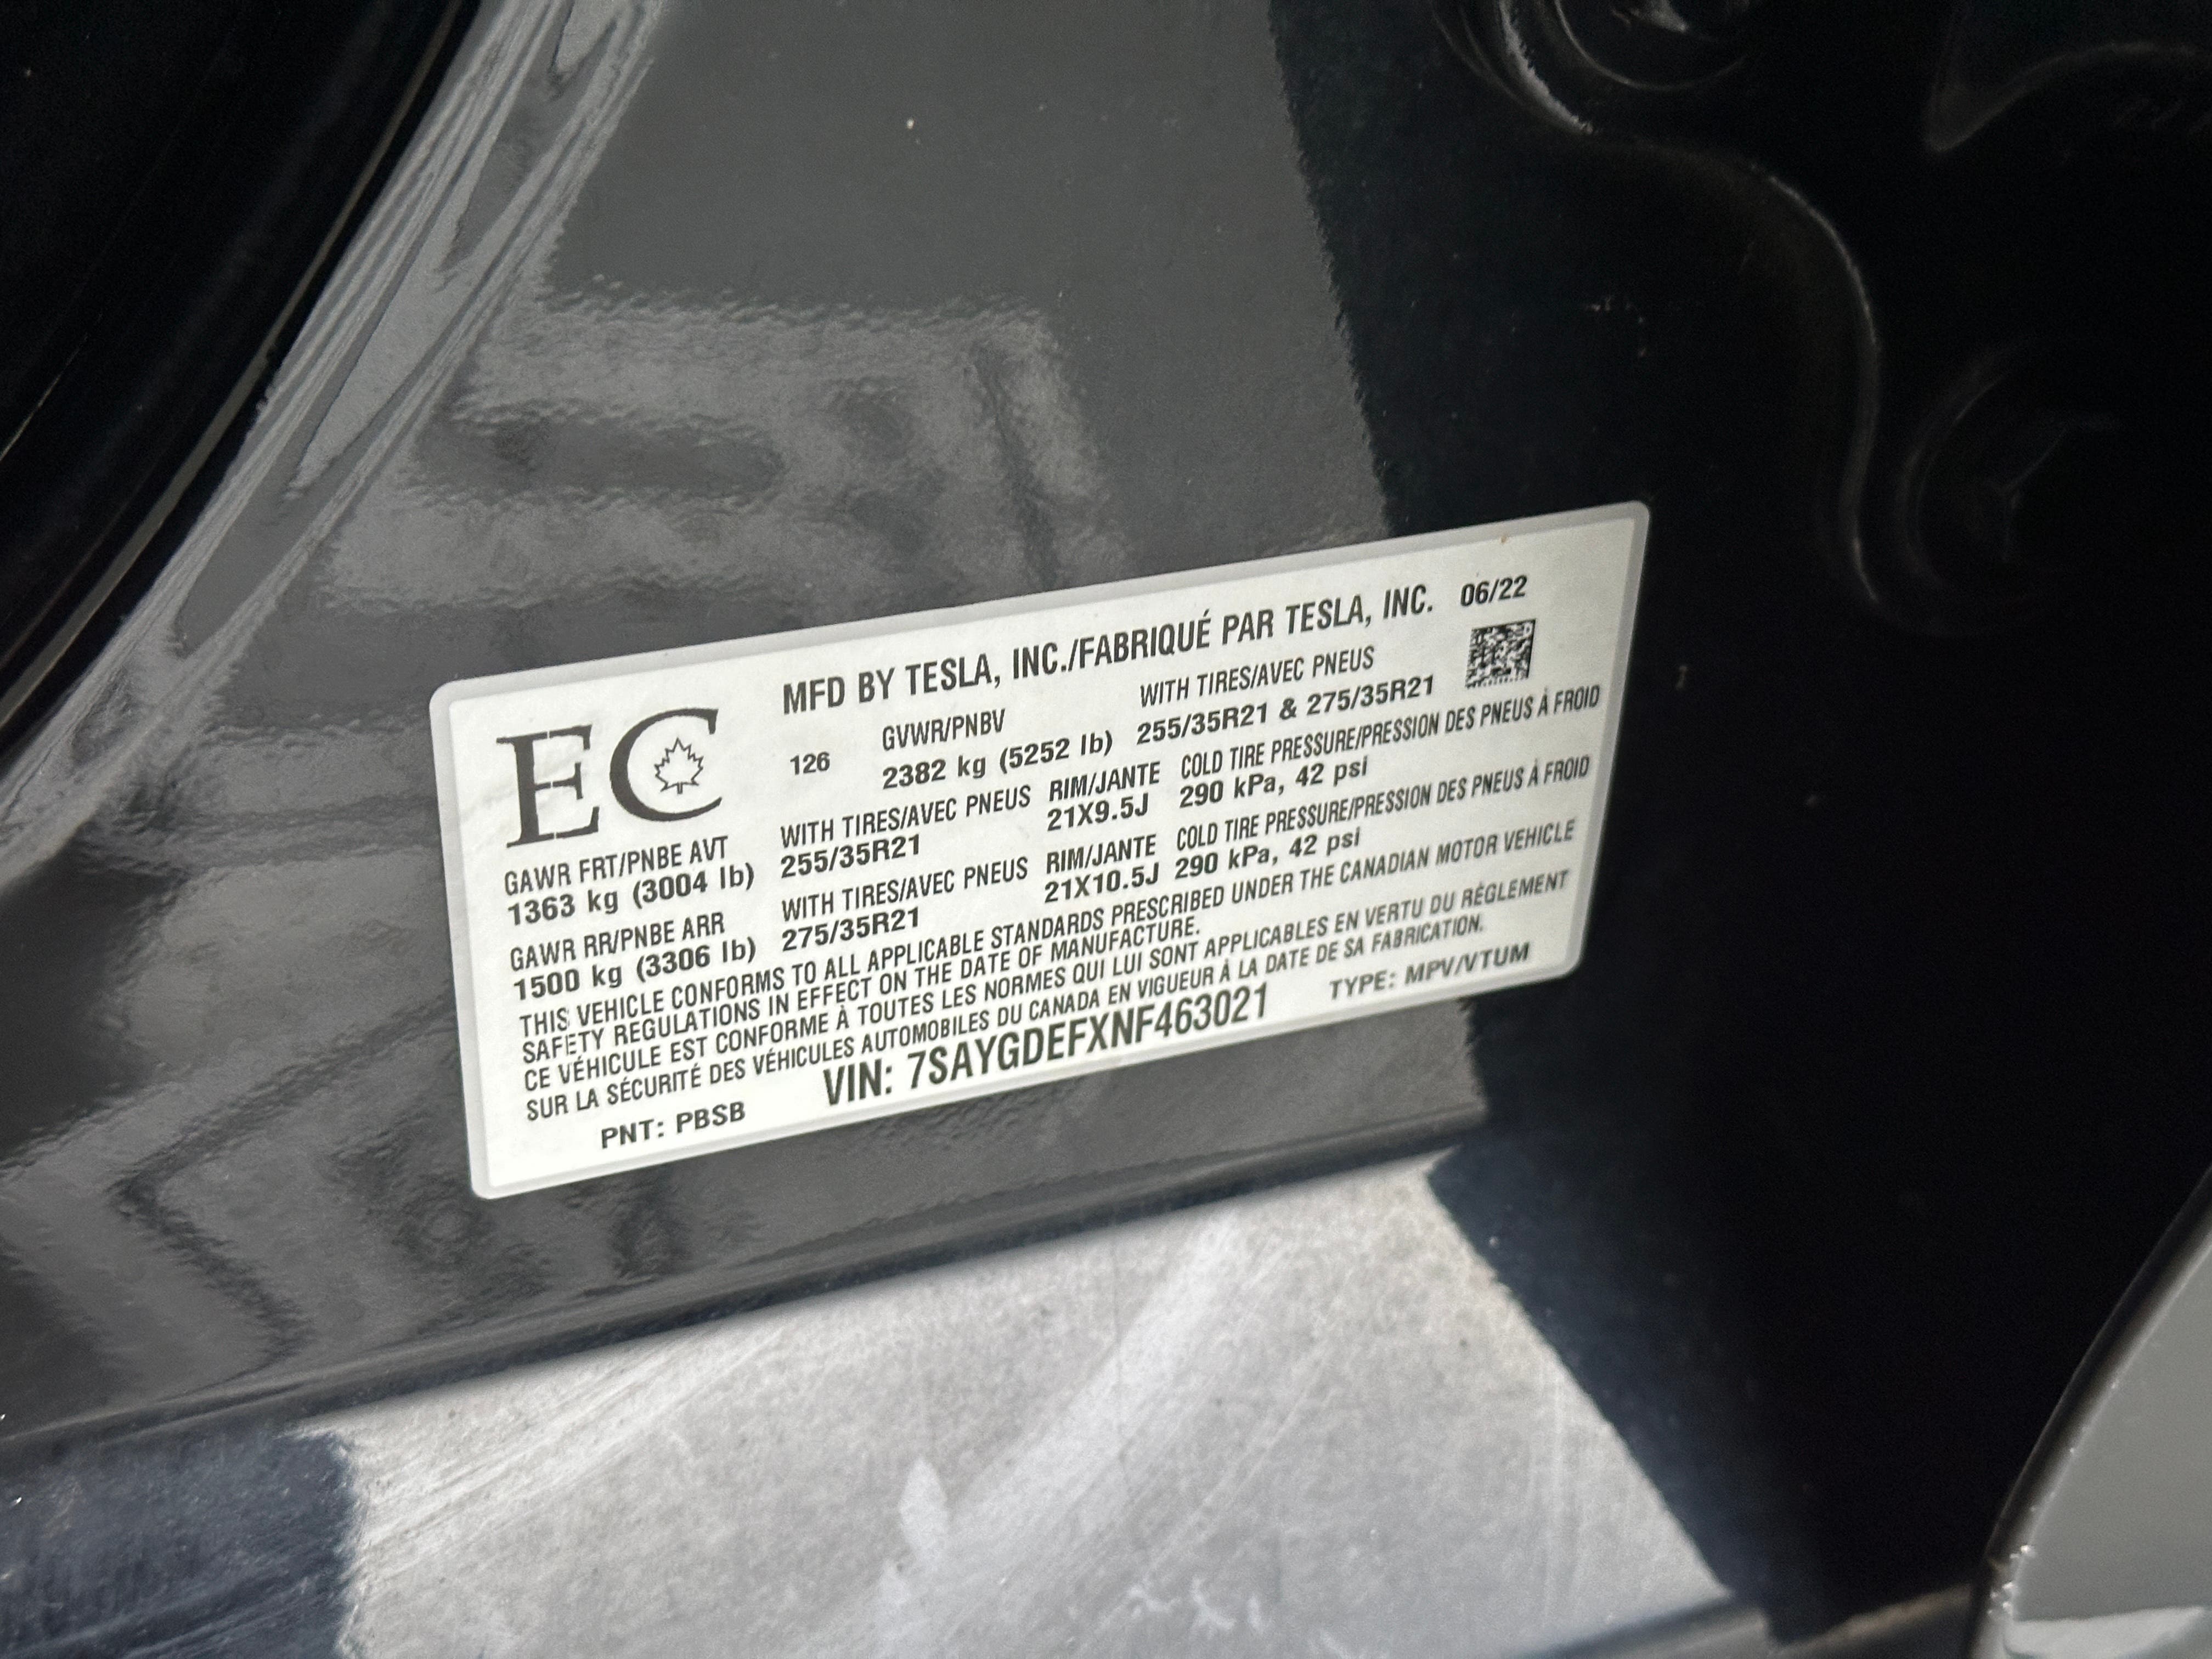 MFD BY TESLA, INC./FABRIQUÉ PAR TESLA, INC. 06/22
EC
126
GVWR/PNBV
2382 kg (5252 lb)
WITH TIRES/AVEC PNEUS
255/35R21 & 275/35R21
GAWR FRT/PNBE AVT
1363 kg (3004 lb)
WITH TIRES/AVEC PNEUS
255/35R21
RIM/JANTE
21X9.5J
COLD TIRE PRESSURE/PRESSION DES PNEUS À FROID
290 kPa, 42 psi
GAWR RR/PNBE ARR
1500 kg (3306 lb)
WITH TIRES/AVEC PNEUS
275/35R21
RIM/JANTE
21X10.5J
COLD TIRE PRESSURE/PRESSION DES PNEUS À FROID
290 kPa, 42 psi
THIS VEHICLE CONFORMS TO ALL APPLICABLE STANDARDS PRESCRIBED UNDER THE CANADIAN MOTOR VEHICLE
SAFETY REGULATIONS IN EFFECT ON THE DATE OF MANUFACTURE.
CE VÉHICULE EST CONFORME À TOUTES LES NORMES QUI LUI SONT APPLICABLES EN VERTU DU RÈGLEMENT
SUR LA SÉCURITÉ DES VÉHICULES AUTOMOBILES DU CANADA EN VIGUEUR À LA DATE DE SA FABRICATION.
PNT: PBSB
VIN: 7SAYGDEFXNF463021
TYPE: MPV/VTUM